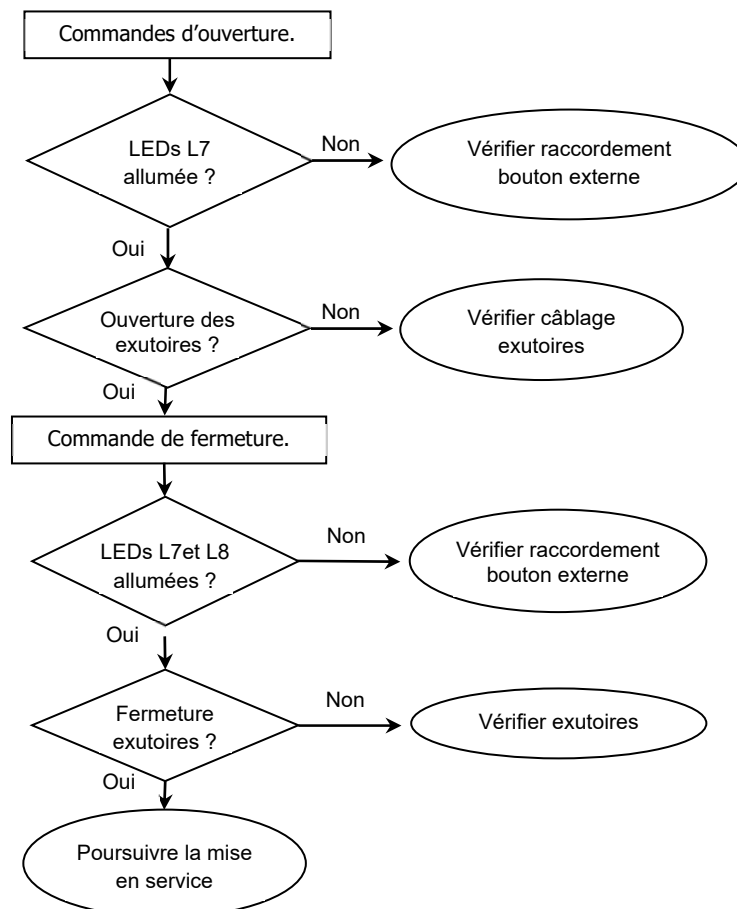 Commandes d'ouverture.
LEDs L7
allumée ?
Non
Vérifier raccordement
bouton externe
Oui
Ouverture des
exutoires ?
Non
Vérifier câblage
exutoires
Oui
Commande de fermeture.
LEDs L7et L8
allumées ?
Non
Vérifier raccordement
bouton externe
Oui
Fermeture
exutoires ?
Non
Vérifier exutoires
Oui
Poursuivre la mise
en service